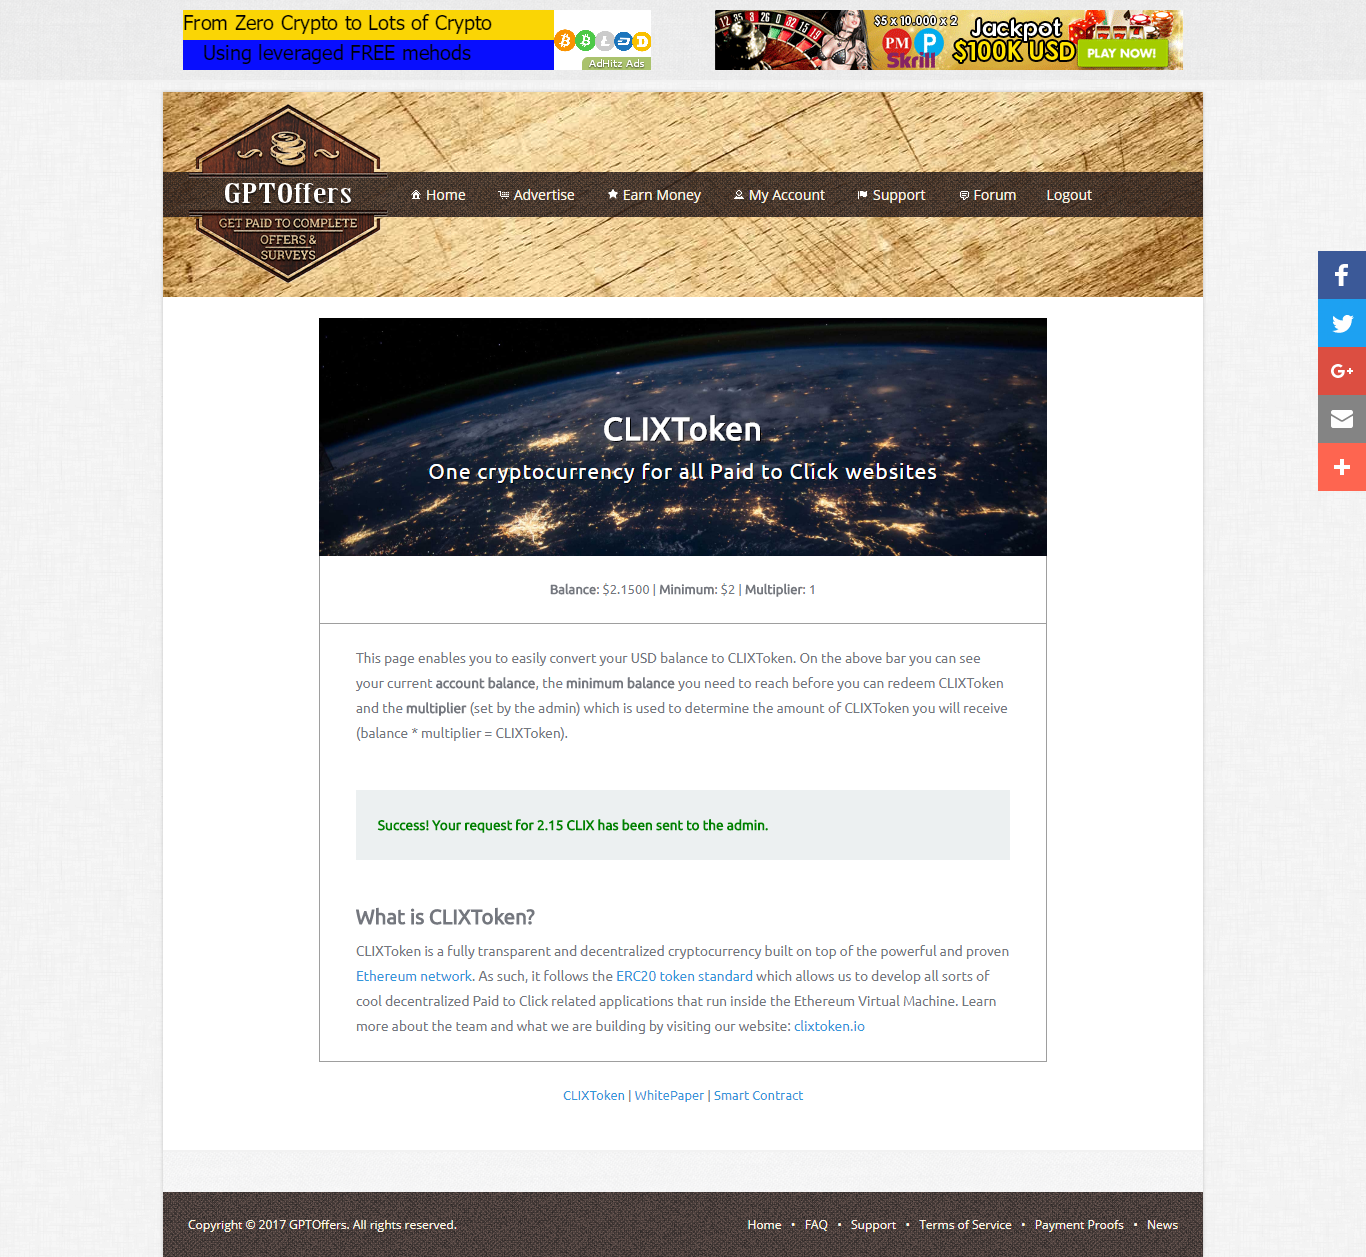 From Zero Crypto to Lots of Crypto
Using leveraged FREE mehods
AdHitz Ads
$5 x 10.000 x 2
Jackpot
$100K USD
PM
P
Skrill
PLAY NOW!
GPTOffers
GET PAID TO COMPLETE
OFFERS &
SURVEYS
Home Advertise Earn Money My Account Support Forum Logout
CLIXToken
One cryptocurrency for all Paid to Click websites
Balance: $2.1500 | Minimum: $2 | Multiplier: 1
This page enables you to easily convert your USD balance to CLIXToken. On the above bar you can see
your current account balance, the minimum balance you need to reach before you can redeem CLIXToken
and the multiplier (set by the admin) which is used to determine the amount of CLIXToken you will receive
(balance * multiplier = CLIXToken).
Success! Your request for 2.15 CLIX has been sent to the admin.
What is CLIXToken?
CLIXToken is a fully transparent and decentralized cryptocurrency built on top of the powerful and proven
Ethereum network. As such, it follows the ERC20 token standard which allows us to develop all sorts of
cool decentralized Paid to Click related applications that run inside the Ethereum Virtual Machine. Learn
more about the team and what we are building by visiting our website: clixtoken.io
CLIXToken | WhitePaper | Smart Contract
Copyright © 2017 GPTOffers. All rights reserved.
Home • FAQ • Support • Terms of Service • Payment Proofs • News